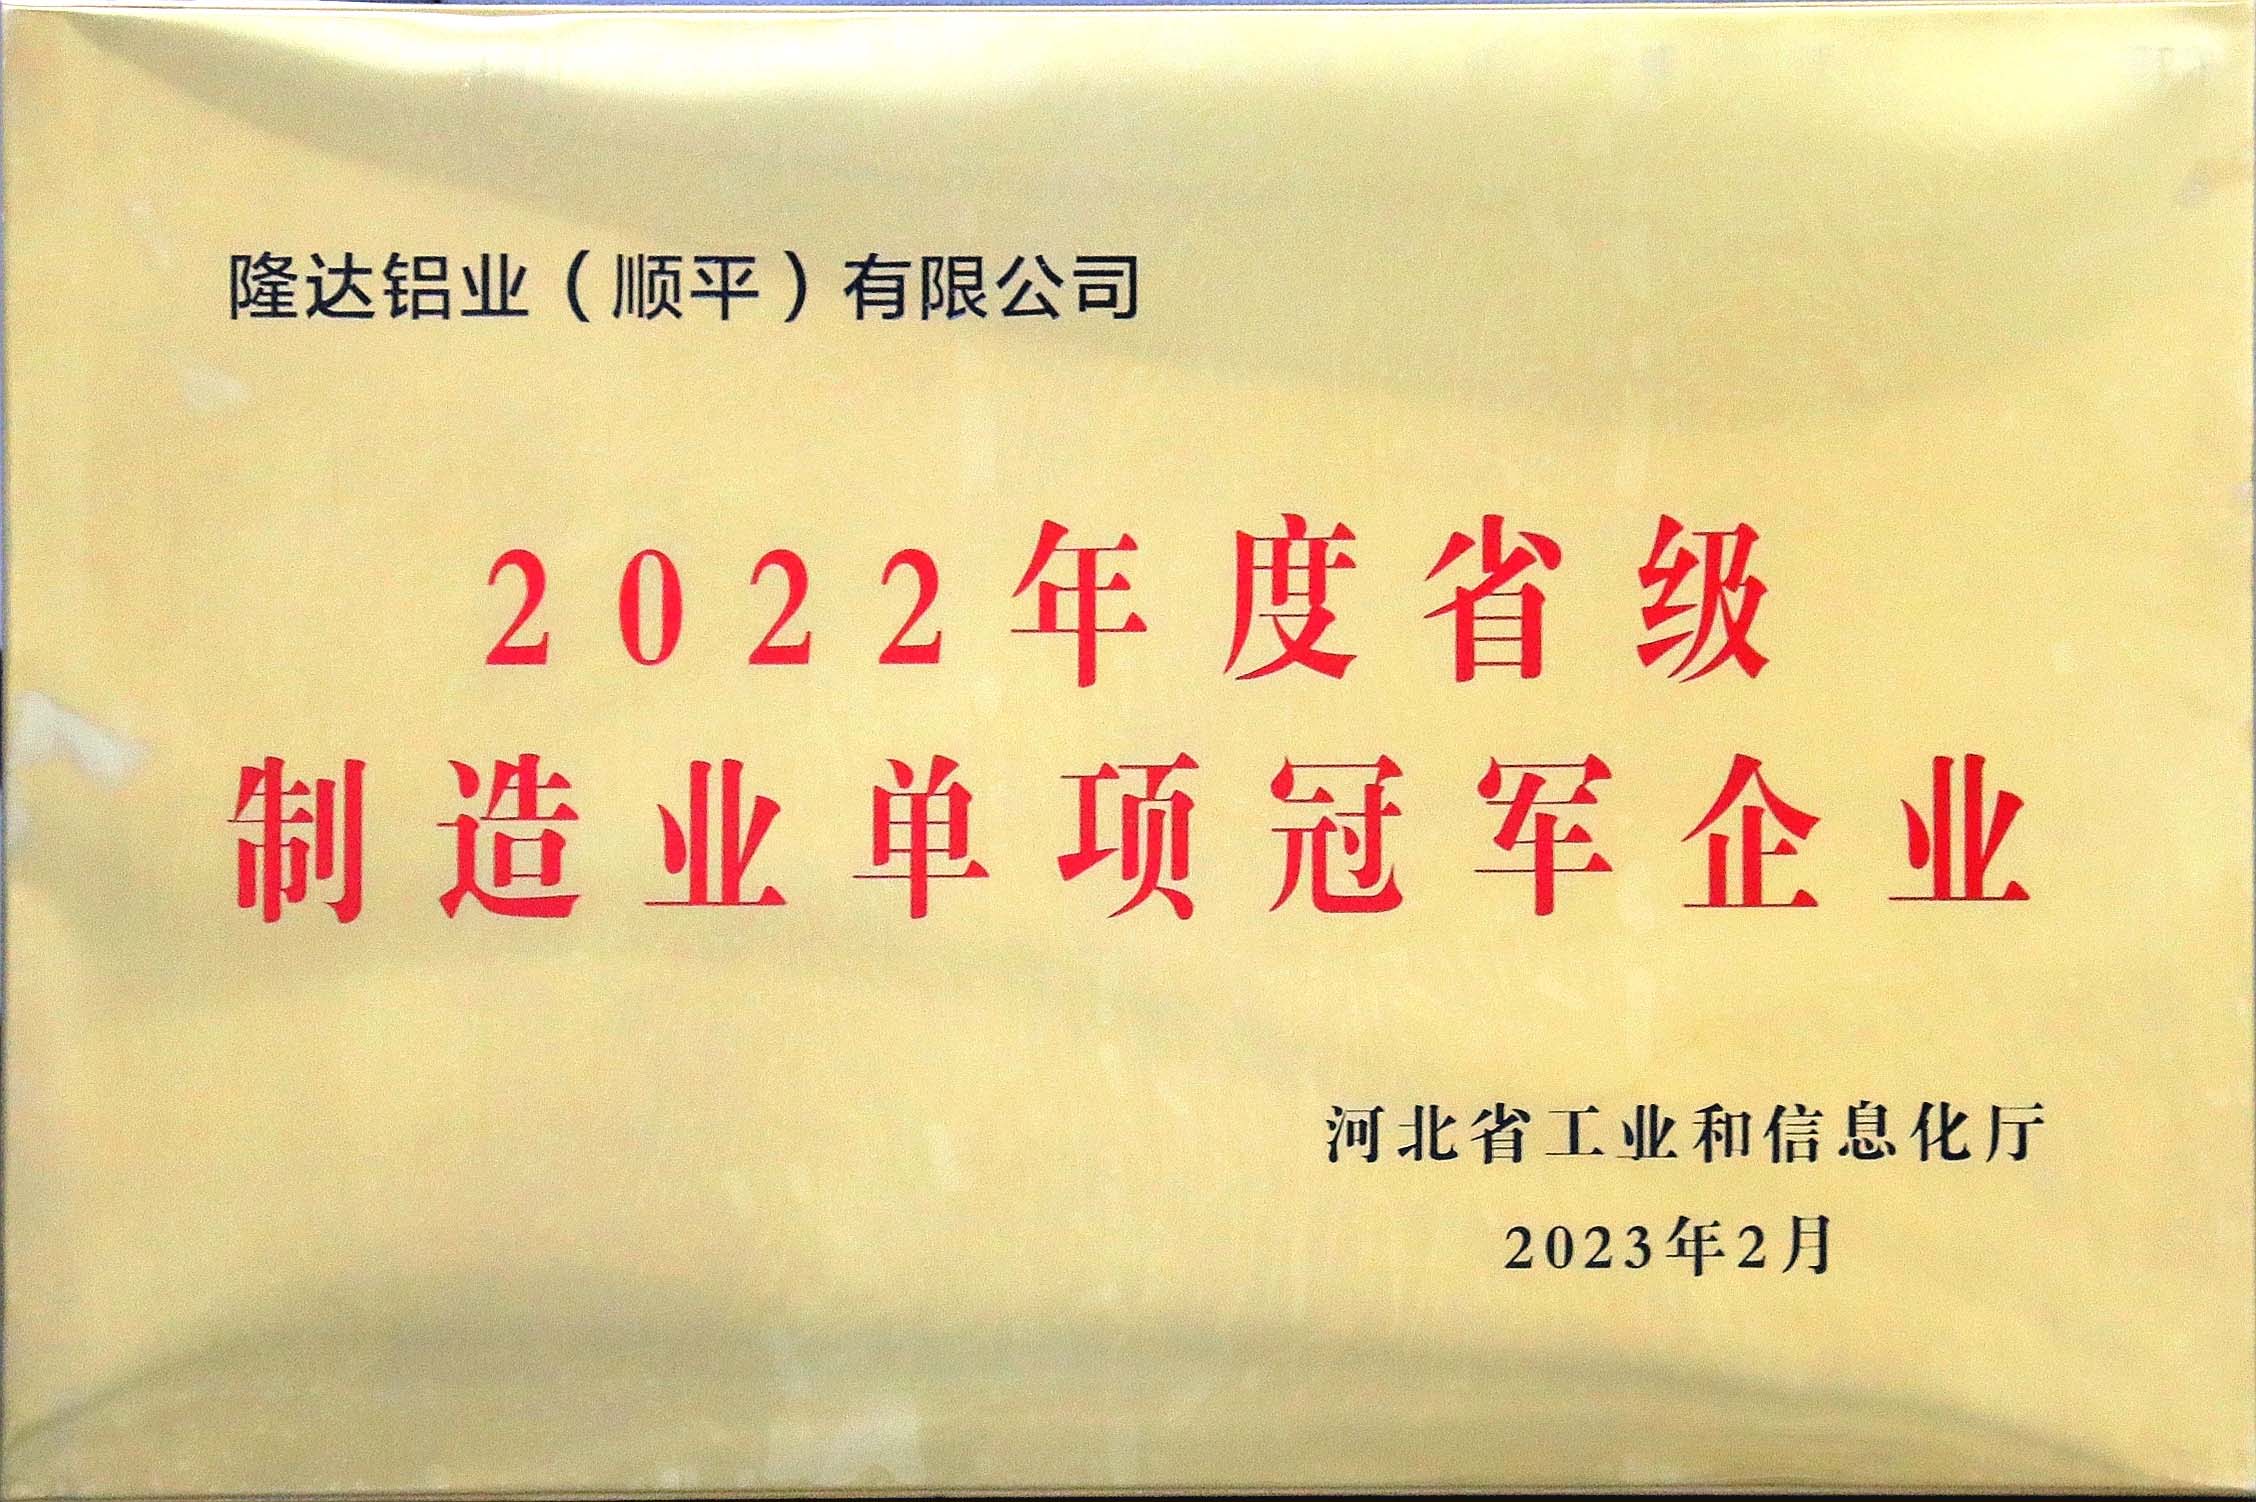 隆达铝业（顺平）有限公司
2022年度省级
制造业单项冠军企业
河北省工业和信息化厅
2023年2月